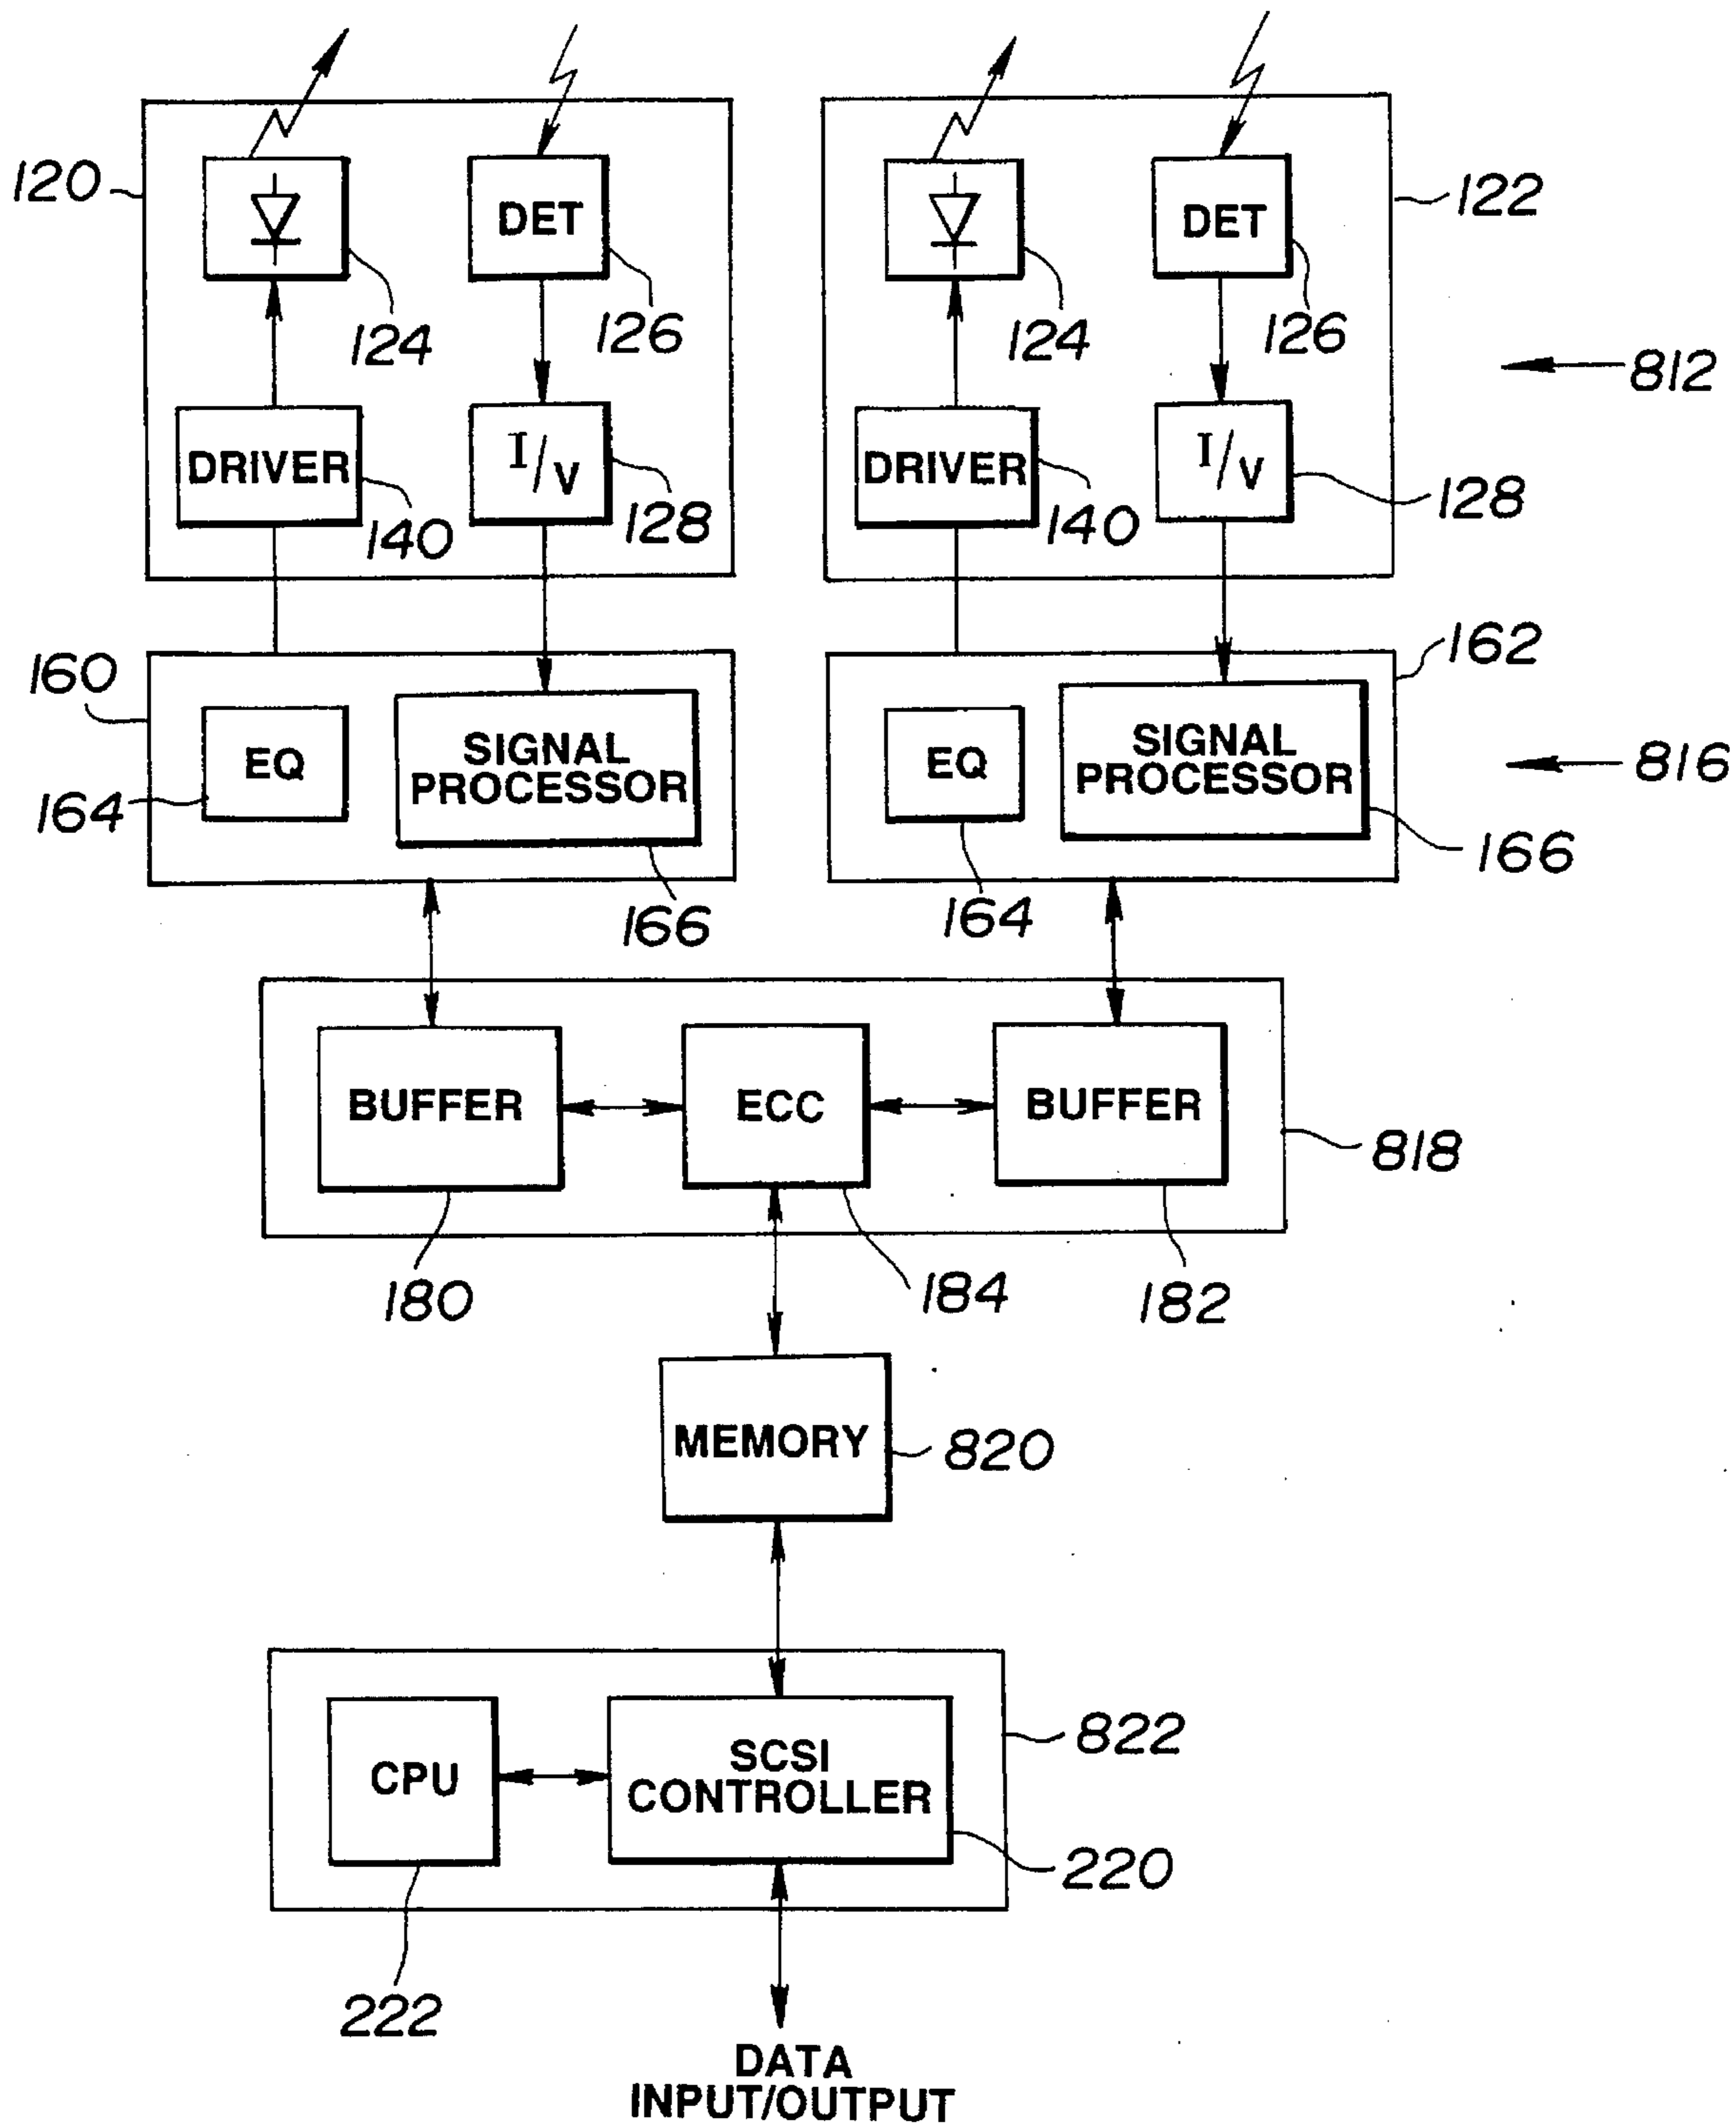 120
DET
124
126
DRIVER
I/V
140
128
122
DET
124
126
812
DRIVER
I/V
140
128
160
EQ
SIGNAL
PROCESSOR
164
166
162
EQ
SIGNAL
PROCESSOR
816
164
166
BUFFER
ECC
BUFFER
818
180
184
182
MEMORY
820
CPU
SCSI
CONTROLLER
822
220
222
DATA
INPUT/OUTPUT